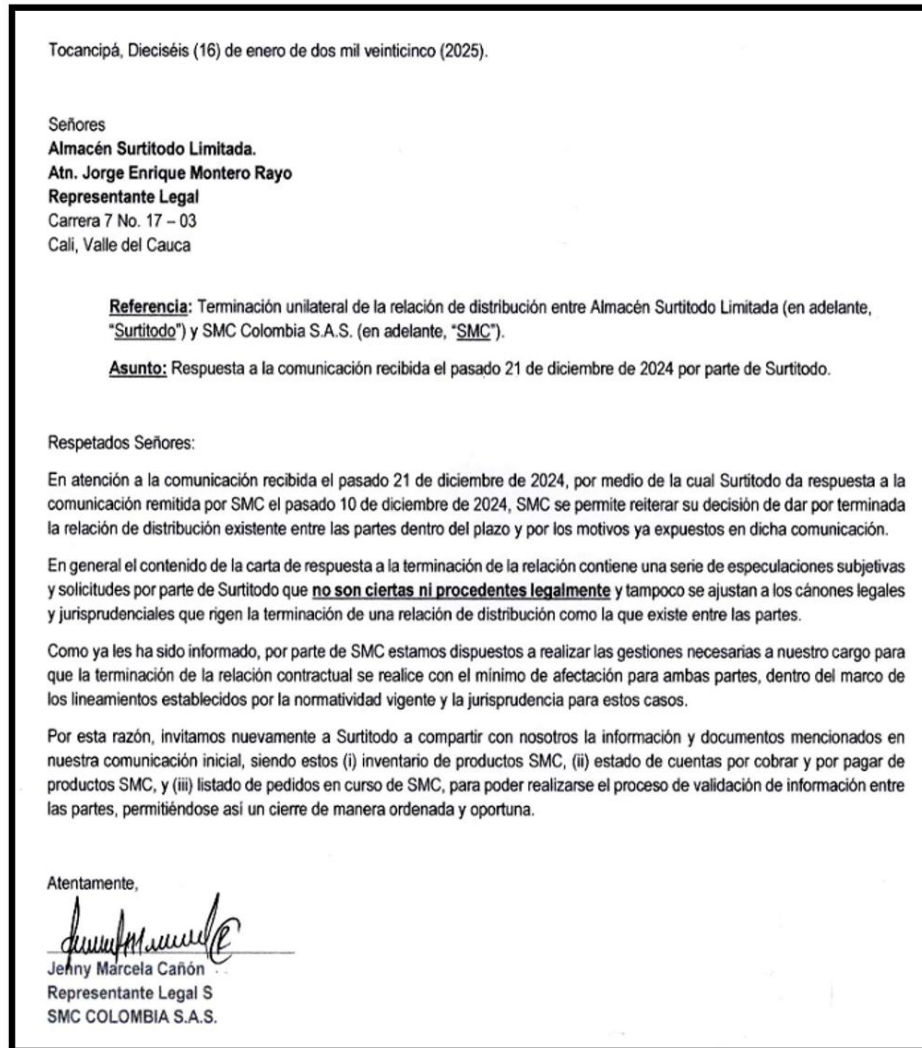 Tocancipá, Dieciséis (16) de enero de dos mil veinticinco (2025).
Señores
Almacén Surtitodo Limitada.
Atn. Jorge Enrique Montero Rayo
Representante Legal
Carrera 7 No. 17 – 03
Cali, Valle del Cauca
Referencia: Terminación unilateral de la relación de distribución entre Almacén Surtitodo Limitada (en adelante,
“Surtitodo”) y SMC Colombia S.A.S. (en adelante, “SMC”).
Asunto: Respuesta a la comunicación recibida el pasado 21 de diciembre de 2024 por parte de Surtitodo.
Respetados Señores:
En atención a la comunicación recibida el pasado 21 de diciembre de 2024, por medio de la cual Surtitodo da respuesta a la
comunicación remitida por SMC el pasado 10 de diciembre de 2024, SMC se permite reiterar su decisión de dar por terminada
la relación de distribución existente entre las partes dentro del plazo y por los motivos ya expuestos en dicha comunicación.
En general el contenido de la carta de respuesta a la terminación de la relación contiene una serie de especulaciones subjetivas
y solicitudes por parte de Surtitodo que no son ciertas ni procedentes legalmente y tampoco se ajustan a los cánones legales
y jurisprudenciales que rigen la terminación de una relación de distribución como la que existe entre las partes.
Como ya les ha sido informado, por parte de SMC estamos dispuestos a realizar las gestiones necesarias a nuestro cargo para
que la terminación de la relación contractual se realice con el mínimo de afectación para ambas partes, dentro del marco de
los lineamientos establecidos por la normatividad vigente y la jurisprudencia para estos casos.
Por esta razón, invitamos nuevamente a Surtitodo a compartir con nosotros la información y documentos mencionados en
nuestra comunicación inicial, siendo estos (i) inventario de productos SMC, (ii) estado de cuentas por cobrar y por pagar de
productos SMC, y (iii) listado de pedidos en curso de SMC, para poder realizarse el proceso de validación de información entre
las partes, permitiéndose así un cierre de manera ordenada y oportuna.
Atentamente,
Jenny Marcela Cañón
Representante Legal S
SMC COLOMBIA S.A.S.